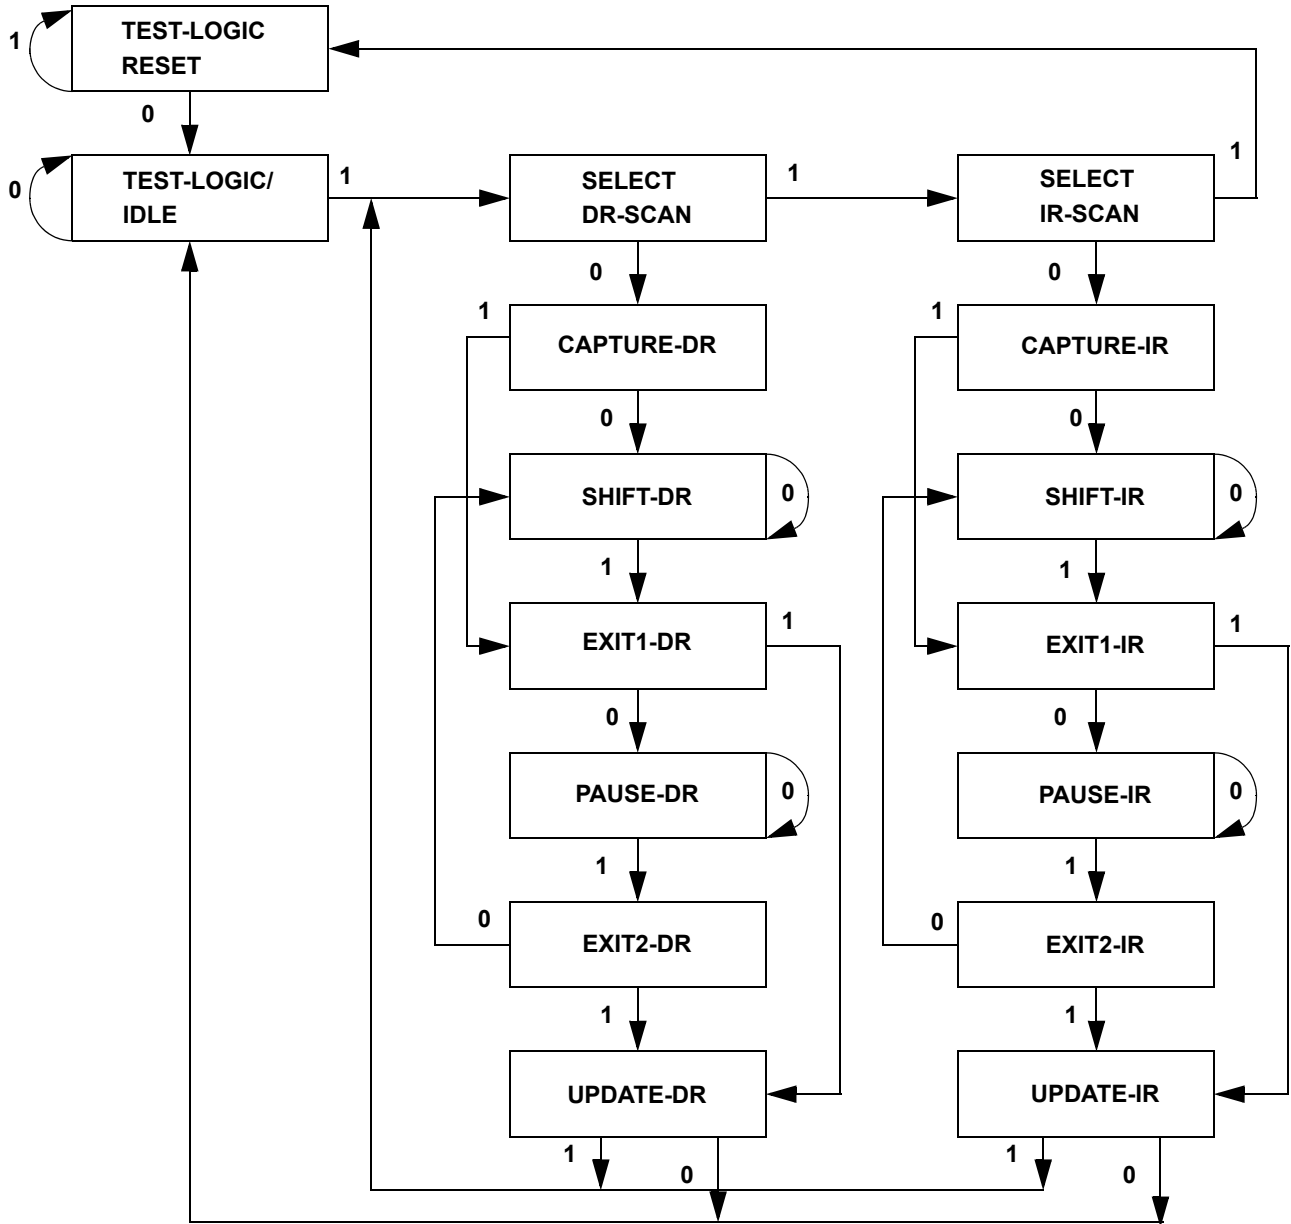 TEST-LOGIC
RESET
1
0
TEST-LOGIC/
IDLE
0
1
SELECT
DR-SCAN
1
SELECT
IR-SCAN
1
0
0
1
CAPTURE-DR
1
CAPTURE-IR
0
0
SHIFT-DR
0
SHIFT-IR
0
1
1
EXIT1-DR
1
EXIT1-IR
1
0
0
PAUSE-DR
0
PAUSE-IR
0
1
1
0
EXIT2-DR
0
EXIT2-IR
1
1
UPDATE-DR
UPDATE-IR
1
0
1
0